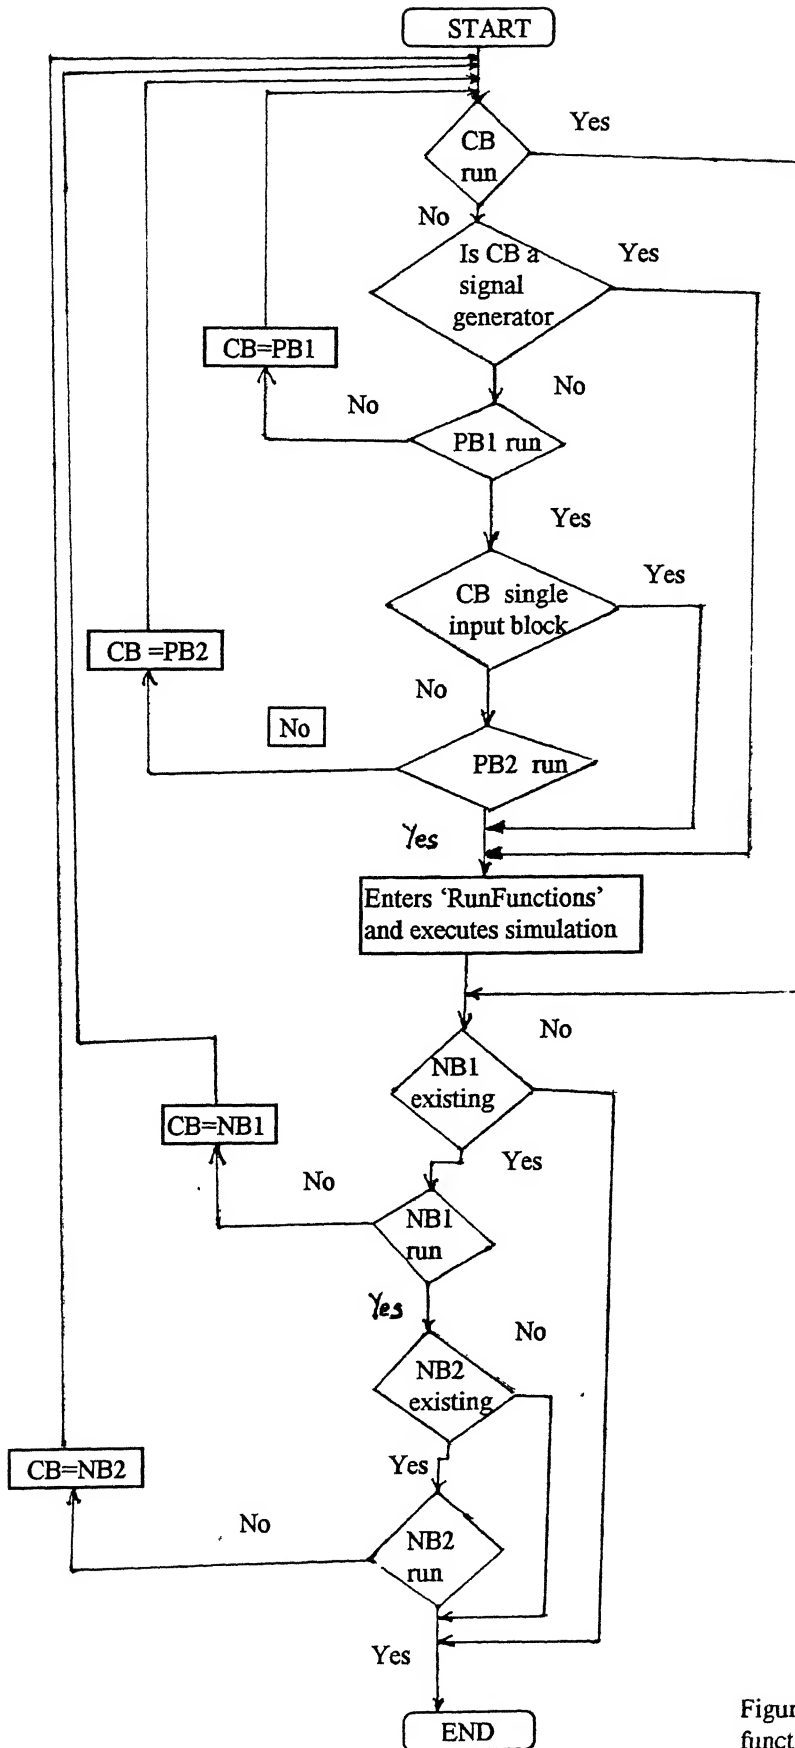 START
Yes
CB
run
No
Is CB a
signal
generator
Yes
CB=PB1
No
No
PB1 run
Yes
CB single
input block
Yes
CB =PB2
No
No
PB2 run
Yes
Enters ‘RunFunctions’
and executes simulation
No
NB1
existing
CB=NB1
Yes
No
NB1
run
Yes
No
NB2
existing
CB=NB2
Yes
No
NB2
run
Yes
END